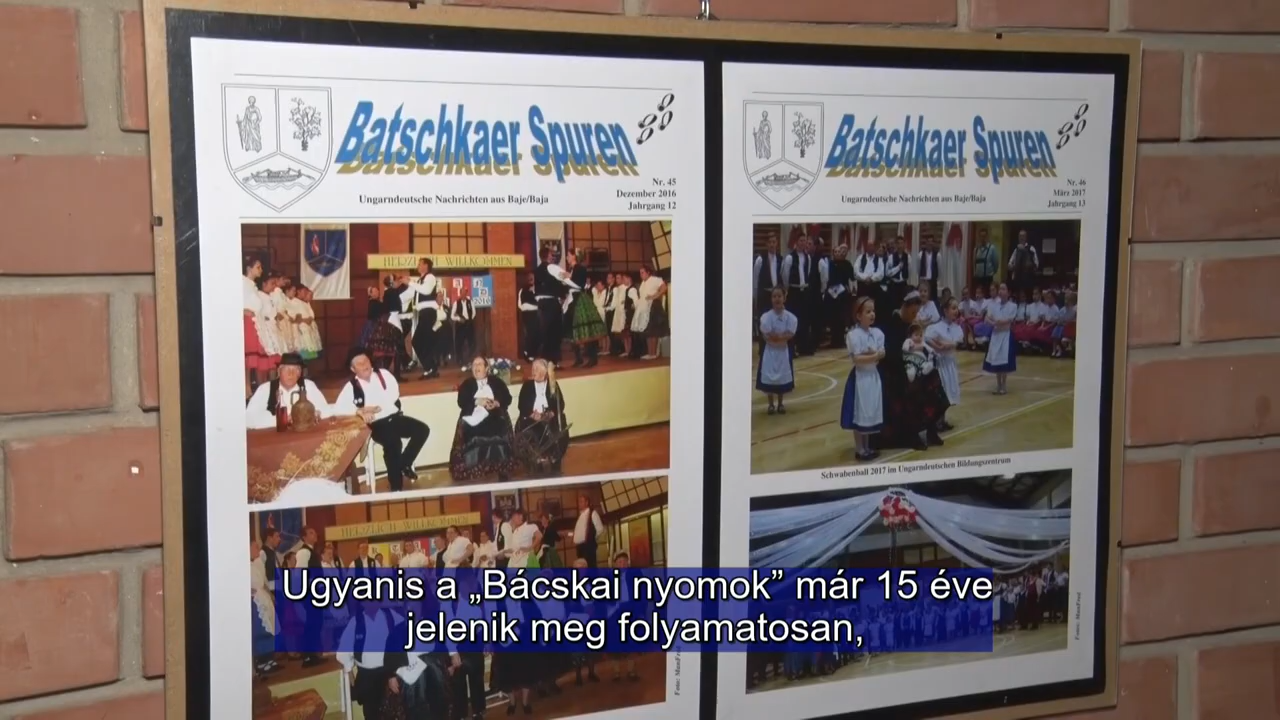 Batschkaer Spuren
Nr. 45
Dezember 2016
Jahrgang 12
Ungarndeutsche Nachrichten aus Baje/Baja
HERZLICH WILLKOMMEN
2016
HERZLICH WILLKOMMEN
Batschkaer Spuren
Nr. 46
März 2017
Jahrgang 13
Ungarndeutsche Nachrichten aus Baje/Baja
Schwabenball 2017 im Ungarndeutschen Bildungszentrum
Ugyanis a „Bácskai nyomok” már 15 éve
jelenik meg folyamatosan,